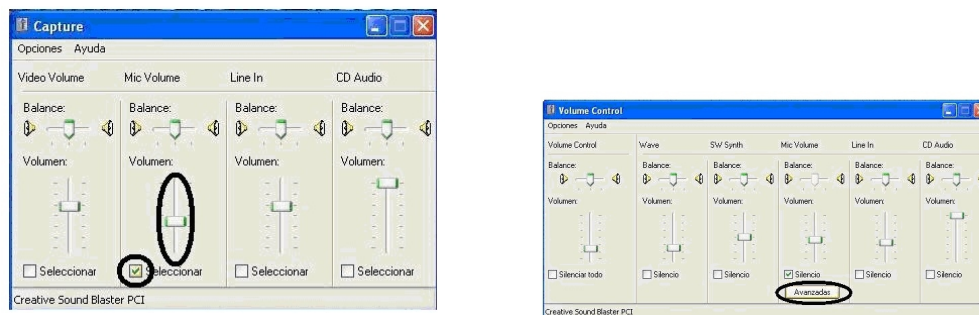 Capture
Opciones Ayuda
Video Volume Mic Volume Line In CD Audio
Balance: Balance: Balance: Balance:
Volumen: Volumen: Volumen: Volumen:
Seleccionar Seleccionar Seleccionar Seleccionar
Creative Sound Blaster PCI
Volume Control
Opciones Ayuda
Volume Control Wave SW Synth Mic Volume Line In CD Audio
Balance: Balance: Balance: Balance: Balance: Balance:
Volumen: Volumen: Volumen: Volumen: Volumen: Volumen:
Silenciar todo Silencio Silencio Silencio Silencio Silencio
Avanzadas
Creative Sound Blaster PCI